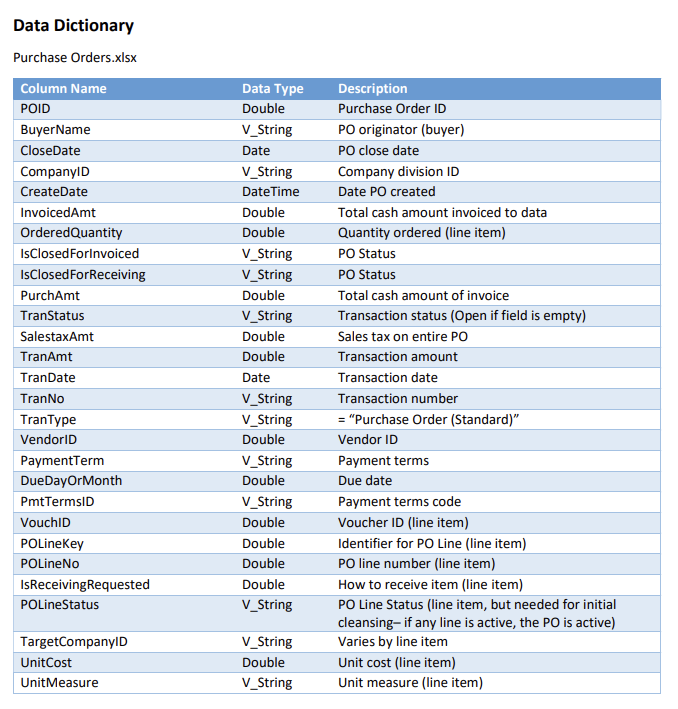 Data Dictionary
Purchase Orders.xlsx
Column Name Data Type Description
POID Double Purchase Order ID
BuyerName V_String PO originator (buyer)
CloseDate Date PO close date
CompanyID V_String Company division ID
CreateDate DateTime Date PO created
InvoicedAmt Double Total cash amount invoiced to data
OrderedQuantity Double Quantity ordered (line item)
IsClosedForInvoiced V_String PO Status
IsClosedForReceiving V_String PO Status
PurchAmt Double Total cash amount of invoice
TranStatus V_String Transaction status (Open if field is empty)
SalestaxAmt Double Sales tax on entire PO
TranAmt Double Transaction amount
TranDate Date Transaction date
TranNo V_String Transaction number
TranType V_String = “Purchase Order (Standard)”
VendorID Double Vendor ID
PaymentTerm V_String Payment terms
DueDayOrMonth Double Due date
PmtTermsID V_String Payment terms code
VouchID Double Voucher ID (line item)
POLineKey Double Identifier for PO Line (line item)
POLineNo Double PO line number (line item)
IsReceivingRequested Double How to receive item (line item)
POLineStatus V_String PO Line Status (line item, but needed for initial
cleansing– if any line is active, the PO is active)
TargetCompanyID V_String Varies by line item
UnitCost Double Unit cost (line item)
UnitMeasure V_String Unit measure (line item)